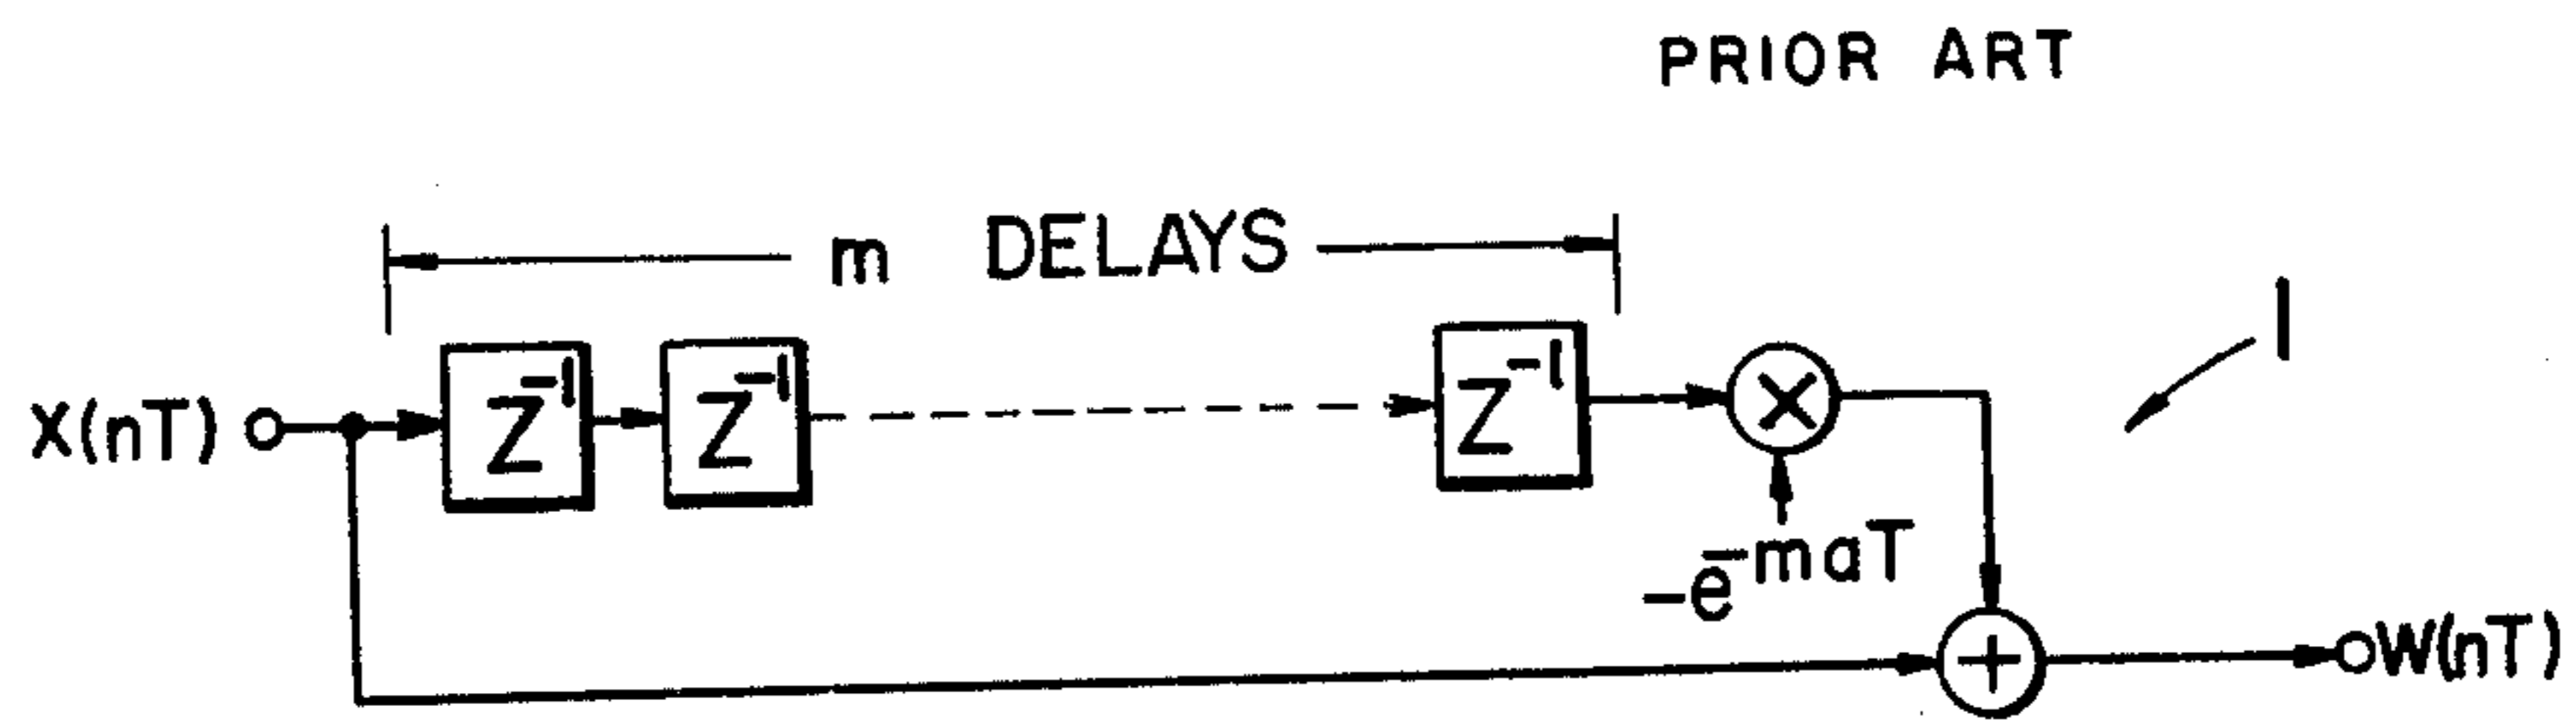 PRIOR ART
m DELAYS
1
X(nT) Z⁻¹ Z⁻¹ Z⁻¹ ×
-e⁻ᵐᵃᵀ
+ W(nT)